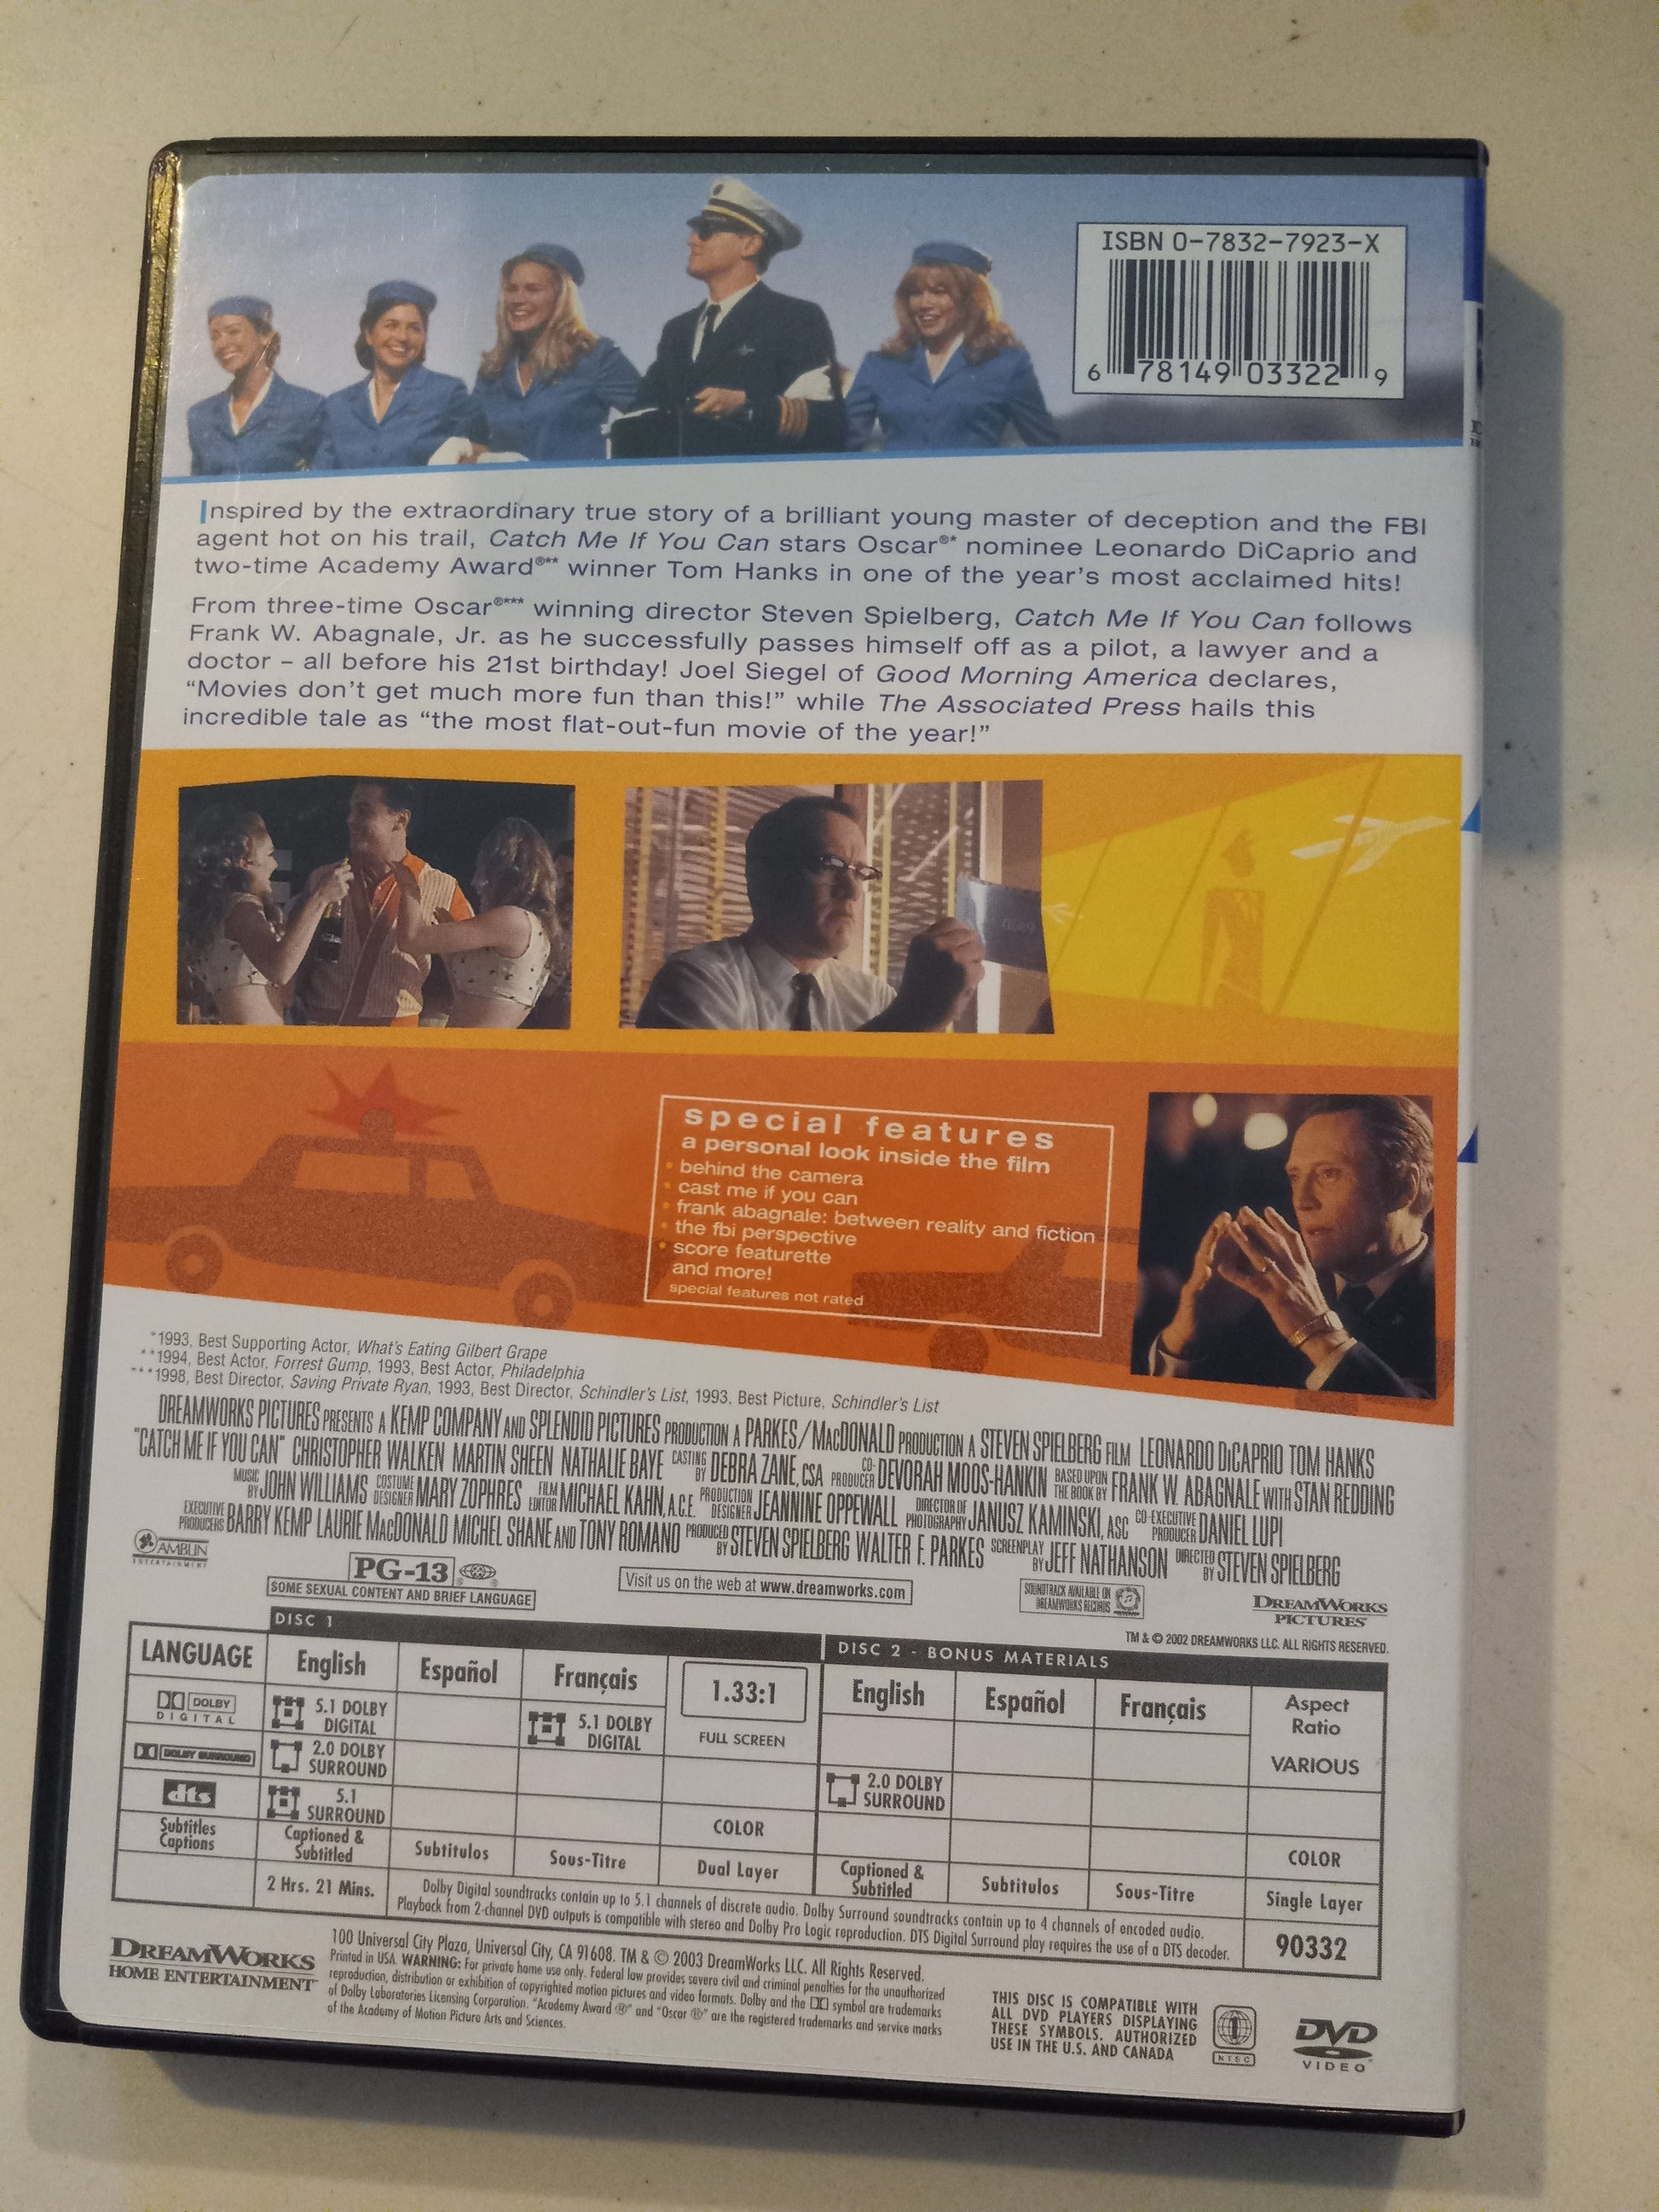 ISBN 0-7832-7923-X
6 78149 03322 9
Inspired by the extraordinary true story of a brilliant young master of deception and the FBI
agent hot on his trail, Catch Me If You Can stars Oscar®* nominee Leonardo DiCaprio and
two-time Academy Award®** winner Tom Hanks in one of the year's most acclaimed hits!
From three-time Oscar®*** winning director Steven Spielberg, Catch Me If You Can follows
Frank W. Abagnale, Jr. as he successfully passes himself off as a pilot, a lawyer and a
doctor – all before his 21st birthday! Joel Siegel of Good Morning America declares,
“Movies don't get much more fun than this!” while The Associated Press hails this
incredible tale as “the most flat-out-fun movie of the year!”
special features
a personal look inside the film
• behind the camera
• cast me if you can
• frank abagnale: between reality and fiction
• the fbi perspective
• score featurette
and more!
special features not rated
*1993, Best Supporting Actor, What's Eating Gilbert Grape
**1994, Best Actor, Forrest Gump, 1993, Best Actor, Philadelphia
***1998, Best Director, Saving Private Ryan, 1993, Best Director, Schindler's List, 1993, Best Picture, Schindler's List
DREAMWORKS PICTURES PRESENTS A KEMP COMPANY AND SPLENDID PICTURES PRODUCTION A PARKES/MACDONALD PRODUCTION A STEVEN SPIELBERG FILM LEONARDO DiCAPRIO TOM HANKS
"CATCH ME IF YOU CAN" CHRISTOPHER WALKEN MARTIN SHEEN NATHALIE BAYE CASTING BY DEBRA ZANE, CSA CO-PRODUCER DEVORAH MOOS-HANKIN BASED UPON THE BOOK BY FRANK W. ABAGNALE WITH STAN REDDING
MUSIC BY JOHN WILLIAMS COSTUME DESIGNER MARY ZOPHRES FILM EDITOR MICHAEL KAHN, A.C.E. PRODUCTION DESIGNER JEANNINE OPPEWALL DIRECTOR OF PHOTOGRAPHY JANUSZ KAMINSKI, ASC CO-EXECUTIVE PRODUCER DANIEL LUPI
EXECUTIVE PRODUCERS BARRY KEMP LAURIE MACDONALD MICHEL SHANE AND TONY ROMANO PRODUCED BY STEVEN SPIELBERG WALTER F. PARKES SCREENPLAY BY JEFF NATHANSON DIRECTED BY STEVEN SPIELBERG
AMBLIN
ENTERTAINMENT
PG-13
SOME SEXUAL CONTENT AND BRIEF LANGUAGE
Visit us on the web at www.dreamworks.com
SOUNDTRACK AVAILABLE ON
DREAMWORKS RECORDS
DREAMWORKS
PICTURES
TM & © 2002 DREAMWORKS LLC. ALL RIGHTS RESERVED.
DISC 1
DISC 2 - BONUS MATERIALS
LANGUAGE English Español Français 1.33:1 English Español Français Aspect
Ratio
FULL SCREEN
VARIOUS
DOLBY
DIGITAL
5.1 DOLBY
DIGITAL
5.1 DOLBY
DIGITAL
DOLBY SURROUND
2.0 DOLBY
SURROUND
2.0 DOLBY
SURROUND
dts
5.1
SURROUND
COLOR
COLOR
Subtitles
Captions
Captioned &
Subtitled
Subtitulos
Sous-Titre
Dual Layer
Captioned &
Subtitled
Subtitulos
Sous-Titre
Single Layer
2 Hrs. 21 Mins.
Dolby Digital soundtracks contain up to 5.1 channels of discrete audio. Dolby Surround soundtracks contain up to 4 channels of encoded audio.
Playback from 2-channel DVD outputs is compatible with stereo and Dolby Pro Logic reproduction. DTS Digital Surround play requires the use of a DTS decoder.
90332
DREAMWORKS
HOME ENTERTAINMENT
100 Universal City Plaza, Universal City, CA 91608. TM & © 2003 DreamWorks LLC. All Rights Reserved.
Printed in USA. WARNING: For private home use only. Federal law provides severe civil and criminal penalties for the unauthorized
reproduction, distribution or exhibition of copyrighted motion pictures and video formats. Dolby and the symbol are trademarks
of Dolby Laboratories Licensing Corporation. "Academy Award ®" and "Oscar ®" are the registered trademarks and service marks
of the Academy of Motion Picture Arts and Sciences.
THIS DISC IS COMPATIBLE WITH
ALL DVD PLAYERS DISPLAYING
THESE SYMBOLS. AUTHORIZED
USE IN THE U.S. AND CANADA
1
NTSC
DVD
VIDEO